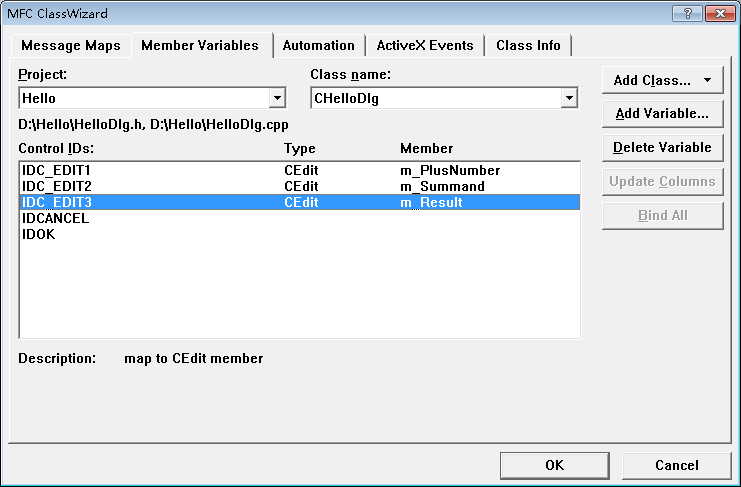 MFC ClassWizard
Message Maps Member Variables Automation ActiveX Events Class Info
Project: Class name: Add Class...
Hello CHelloDlg
Add Variable...
D:\Hello\HelloDlg.h, D:\Hello\HelloDlg.cpp
Control IDs: Type Member Delete Variable
IDC_EDIT1 CEdit m_PlusNumber
IDC_EDIT2 CEdit m_Summand Update Columns
IDC_EDIT3 CEdit m_Result
IDCANCEL Bind All
IDOK
Description: map to CEdit member
OK Cancel